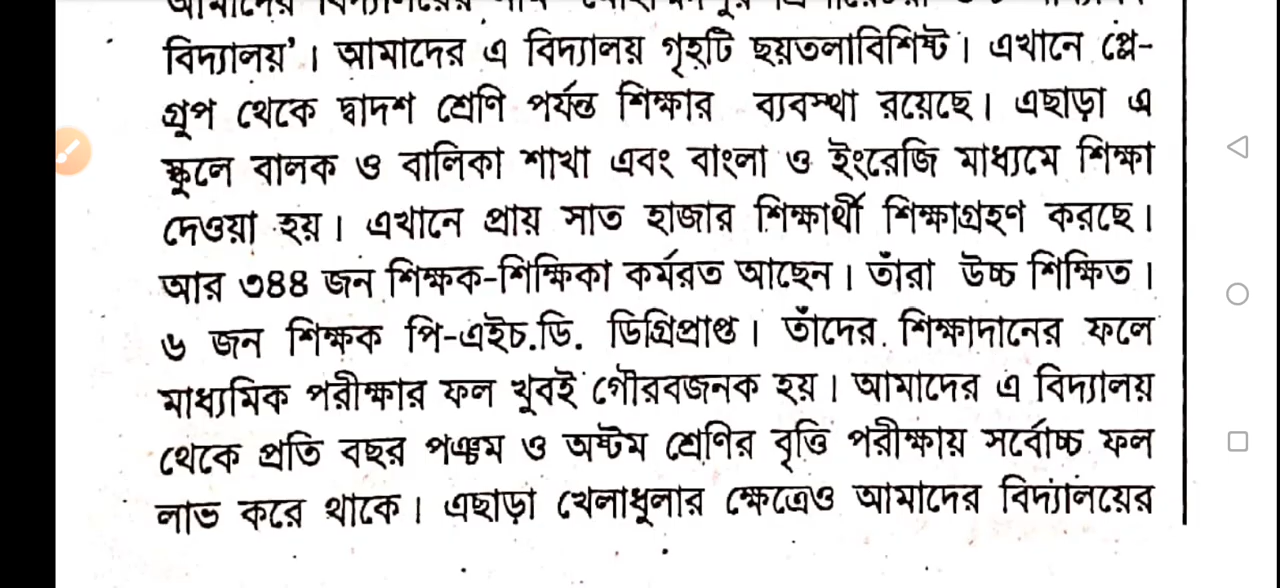 বিদ্যালয়’। আমাদের এ বিদ্যালয় গৃহটি ছয়তলাবিশিষ্ট। এখানে প্লে-
গ্রুপ থেকে দ্বাদশ শ্রেণি পর্যন্ত শিক্ষার ব্যবস্থা রয়েছে। এছাড়া এ
স্কুলে বালক ও বালিকা শাখা এবং বাংলা ও ইংরেজি মাধ্যমে শিক্ষা
দেওয়া হয়। এখানে প্রায় সাত হাজার শিক্ষার্থী শিক্ষাগ্রহণ করছে।
আর ৩৪৪ জন শিক্ষক-শিক্ষিকা কর্মরত আছেন। তাঁরা উচ্চ শিক্ষিত।
৬ জন শিক্ষক পি-এইচ.ডি. ডিগ্রিপ্রাপ্ত। তাঁদের শিক্ষাদানের ফলে
মাধ্যমিক পরীক্ষার ফল খুবই গৌরবজনক হয়। আমাদের এ বিদ্যালয়
থেকে প্রতি বছর পঞ্চম ও অষ্টম শ্রেণির বৃত্তি পরীক্ষায় সর্বোচ্চ ফল
লাভ করে থাকে। এছাড়া খেলাধুলার ক্ষেত্রেও আমাদের বিদ্যালয়ের